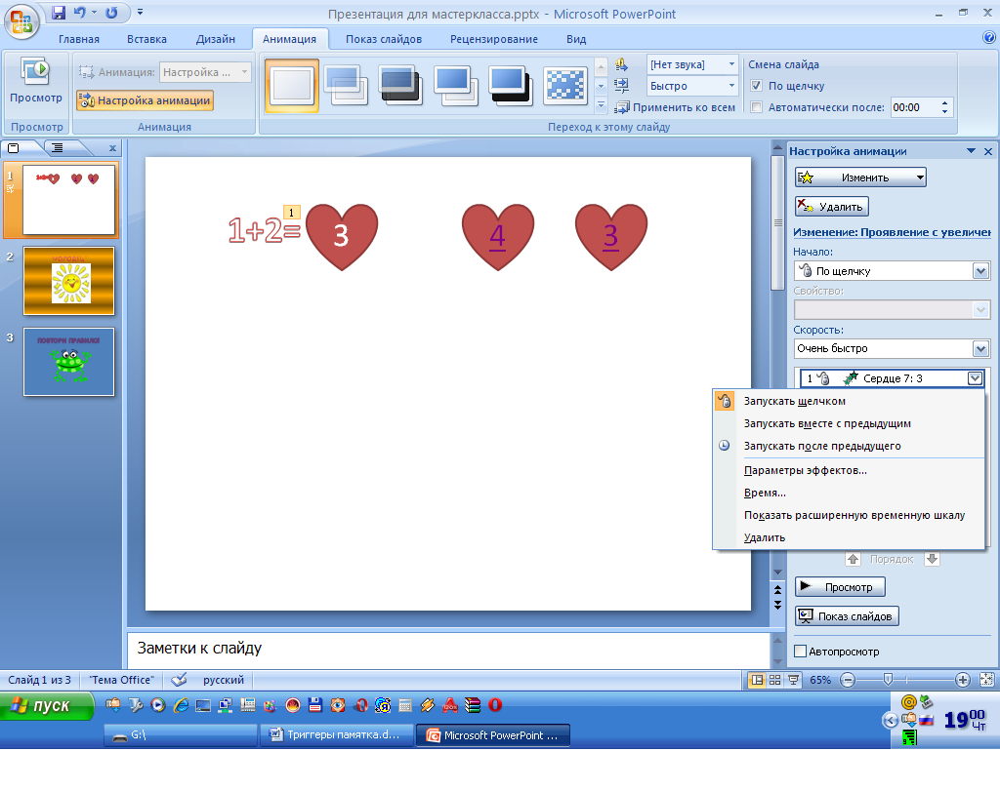 Презентация для мастеркласса.pptx - Microsoft PowerPoint
Главная Вставка Дизайн Анимация Показ слайдов Рецензирование Вид
Просмотр
Анимация: Настройка ...
Настройка анимации
[Нет звука]
Быстро
Применить ко всем
Смена слайда
По щелчку
Автоматически после: 00:00
Просмотр Анимация Переход к этому слайду
1
2
3
ПОВТОРИ ПРАВИЛО!
1
1+2= 3 4 3
Настройка анимации
Изменить
Удалить
Изменение: Проявление с увеличен
Начало:
По щелчку
Свойство:
Скорость:
Очень быстро
1 Сердце 7: 3
Запускать щелчком
Запускать вместе с предыдущим
Запускать после предыдущего
Параметры эффектов...
Время...
Показать расширенную временную шкалу
Удалить
Порядок
Просмотр
Показ слайдов
Автопросмотр
Заметки к слайду
Слайд 1 из 3 "Тема Office" русский 65%
пуск
G:\ Триггеры памятка.d... Microsoft PowerPoint ...
19 00 Чт